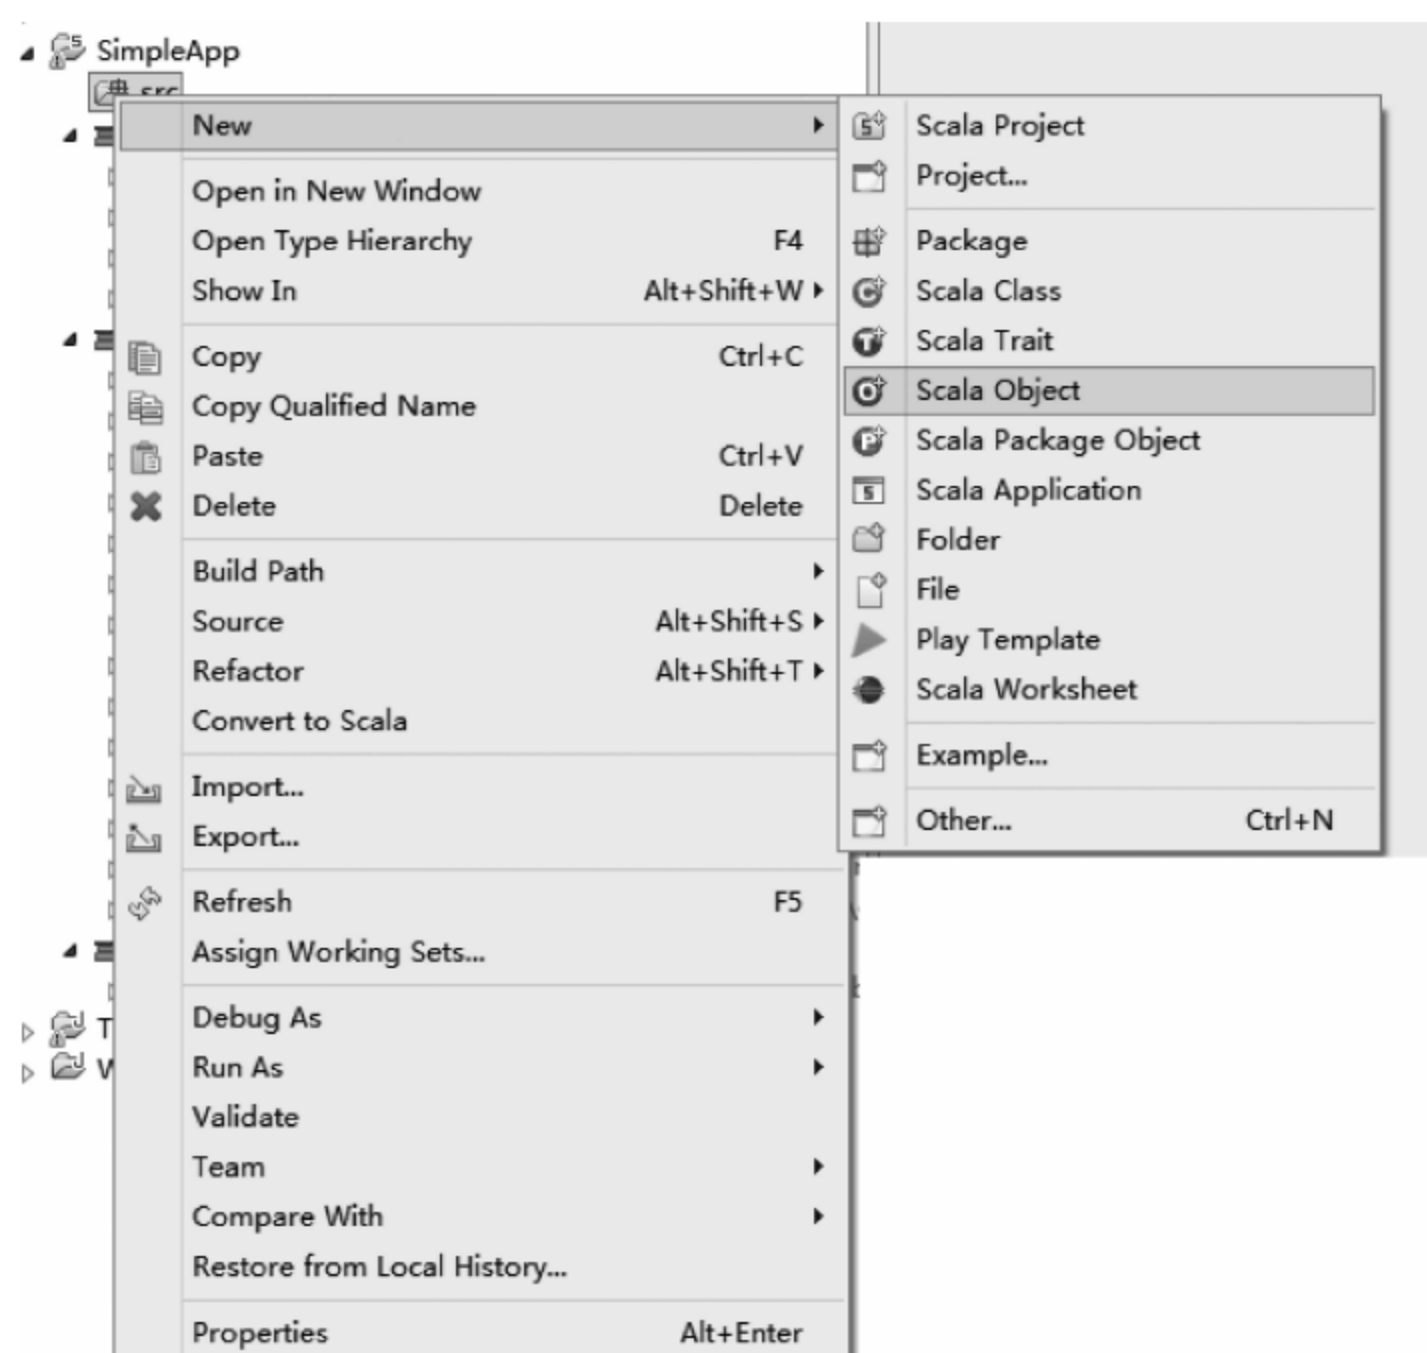 SimpleApp
src
New
Open in New Window
Open Type Hierarchy F4
Show In Alt+Shift+W
Copy Ctrl+C
Copy Qualified Name
Paste Ctrl+V
Delete Delete
Build Path
Source Alt+Shift+S
Refactor Alt+Shift+T
Convert to Scala
Import...
Export...
Refresh F5
Assign Working Sets...
Debug As
Run As
Validate
Team
Compare With
Restore from Local History...
Properties Alt+Enter
Scala Project
Project...
Package
Scala Class
Scala Trait
Scala Object
Scala Package Object
Scala Application
Folder
File
Play Template
Scala Worksheet
Example...
Other... Ctrl+N